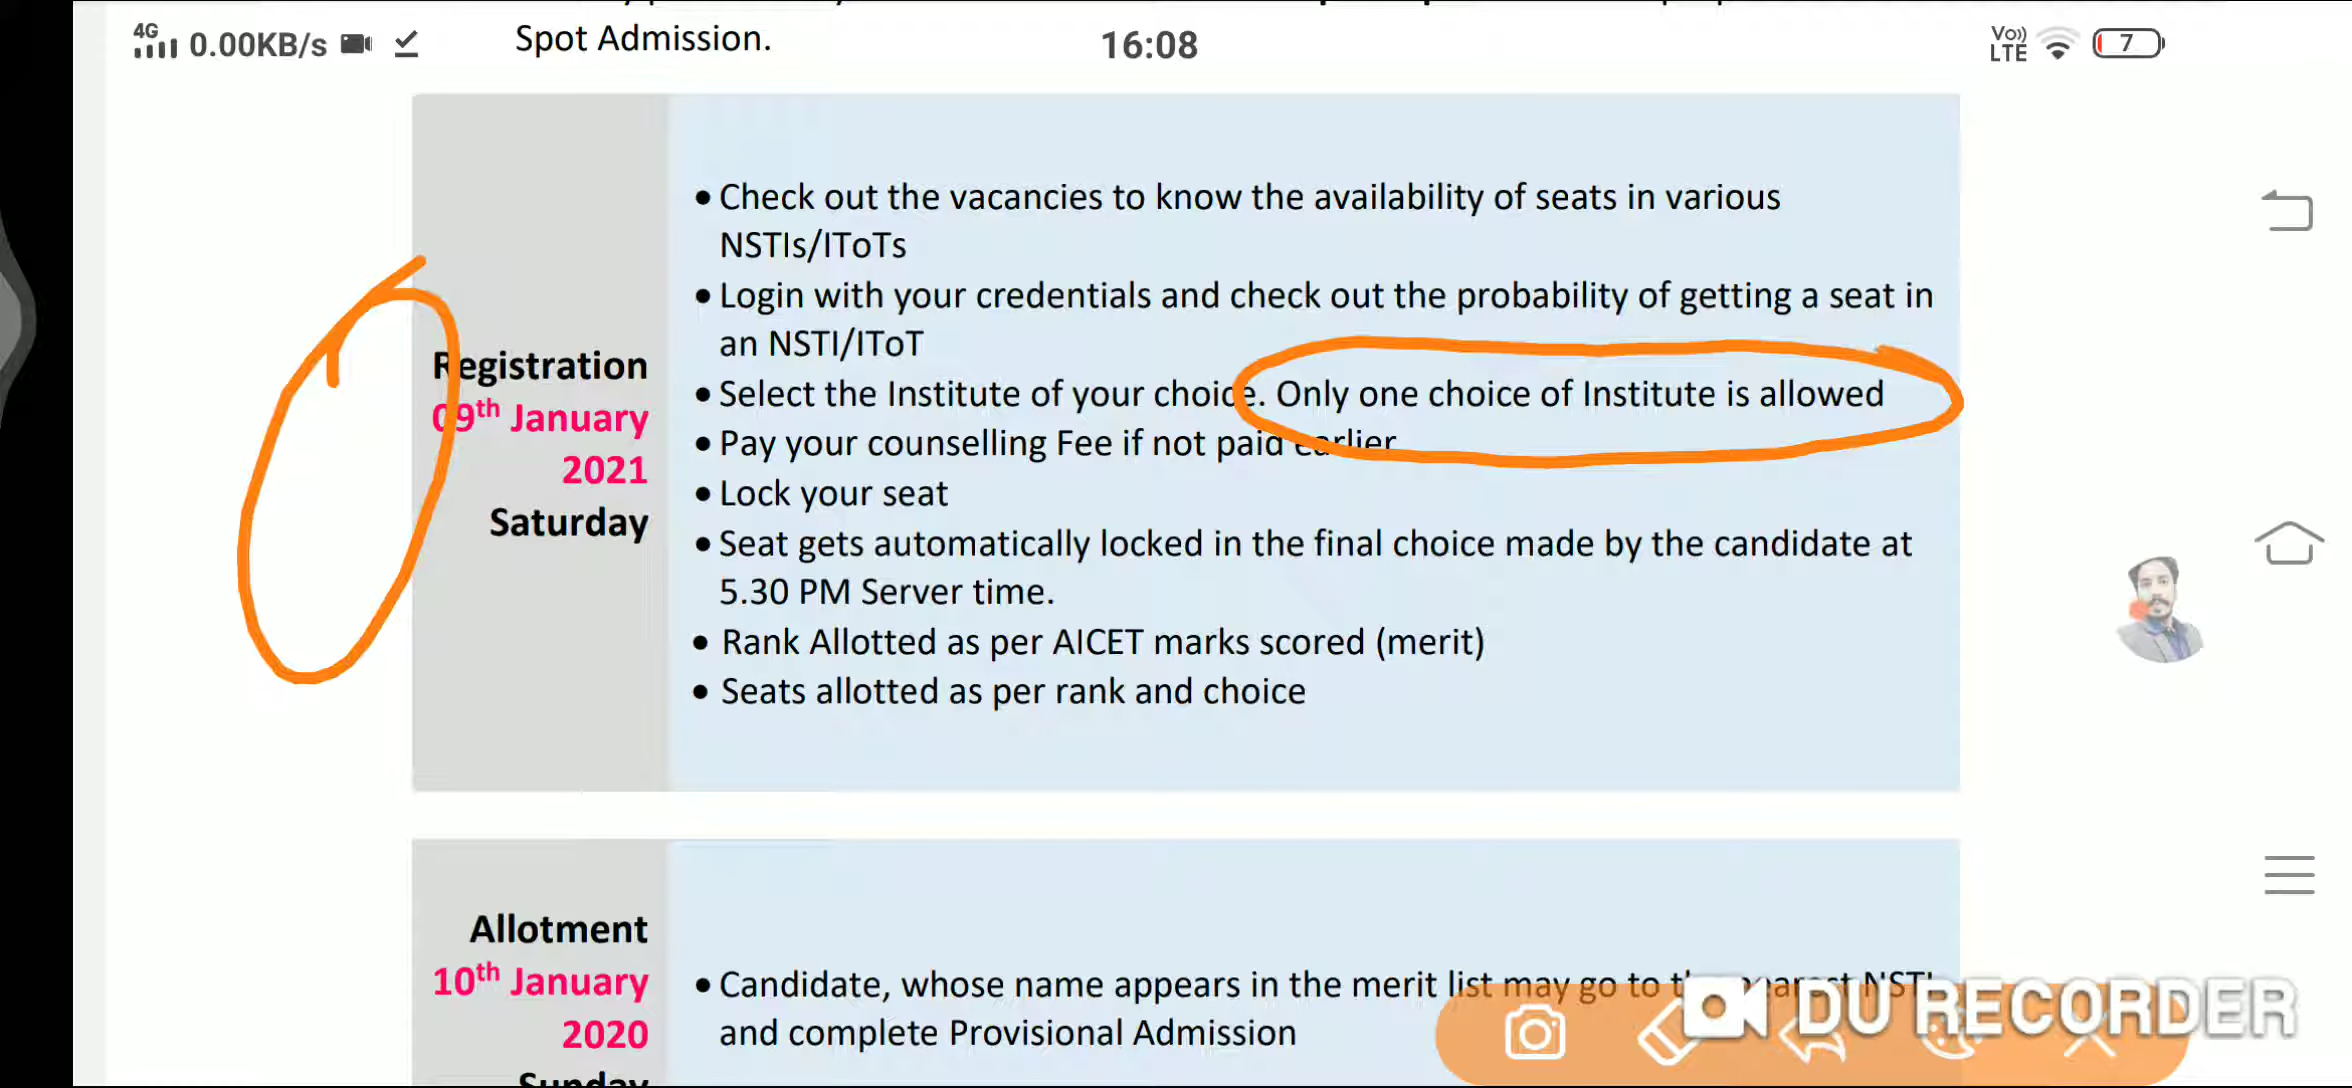 4G 0.00KB/s Spot Admission. 16:08 Vo)) LTE 7
Registration
09th January
2021
Saturday
• Check out the vacancies to know the availability of seats in various
NSTIs/IToTs
• Login with your credentials and check out the probability of getting a seat in
an NSTI/IToT
• Select the Institute of your choice. Only one choice of Institute is allowed
• Pay your counselling Fee if not paid earlier
• Lock your seat
• Seat gets automatically locked in the final choice made by the candidate at
5.30 PM Server time.
• Rank Allotted as per AICET marks scored (merit)
• Seats allotted as per rank and choice
Allotment
10th January
2020
Sunday
• Candidate, whose name appears in the merit list may go to the nearest NSTI
and complete Provisional Admission
DU RECORDER